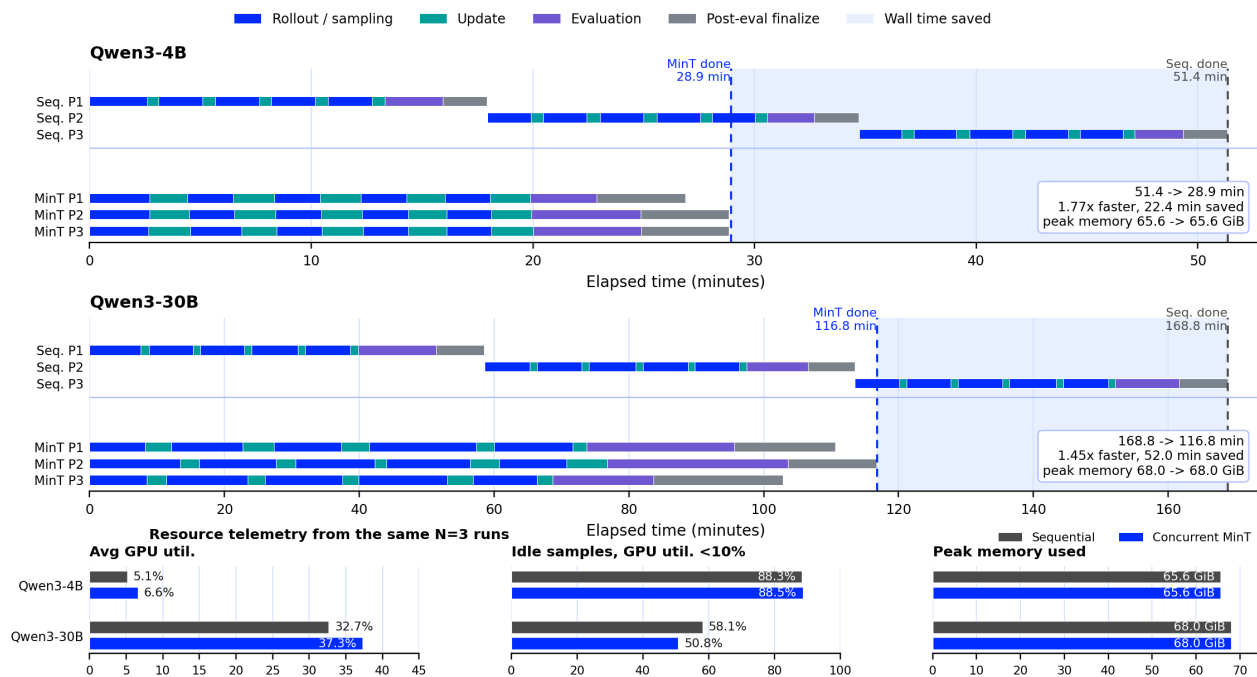 Rollout / sampling Update Evaluation Post-eval finalize Wall time saved
Qwen3-4B
MinT done
28.9 min
Seq. done
51.4 min
Seq. P1
Seq. P2
Seq. P3
MinT P1
MinT P2
MinT P3
51.4 -> 28.9 min
1.77x faster, 22.4 min saved
peak memory 65.6 -> 65.6 GiB
0 10 20 30 40 50
Elapsed time (minutes)
Qwen3-30B
MinT done
116.8 min
Seq. done
168.8 min
Seq. P1
Seq. P2
Seq. P3
MinT P1
MinT P2
MinT P3
168.8 -> 116.8 min
1.45x faster, 52.0 min saved
peak memory 68.0 -> 68.0 GiB
0 20 40 60 80 100 120 140 160
Elapsed time (minutes)
Resource telemetry from the same N=3 runs
Sequential Concurrent MinT
Avg GPU util.
Qwen3-4B
5.1%
6.6%
Qwen3-30B
32.7%
37.3%
0 5 10 15 20 25 30 35 40 45
Idle samples, GPU util. <10%
88.3%
88.5%
58.1%
50.8%
0 20 40 60 80 100
Peak memory used
65.6 GiB
65.6 GiB
68.0 GiB
68.0 GiB
0 10 20 30 40 50 60 70